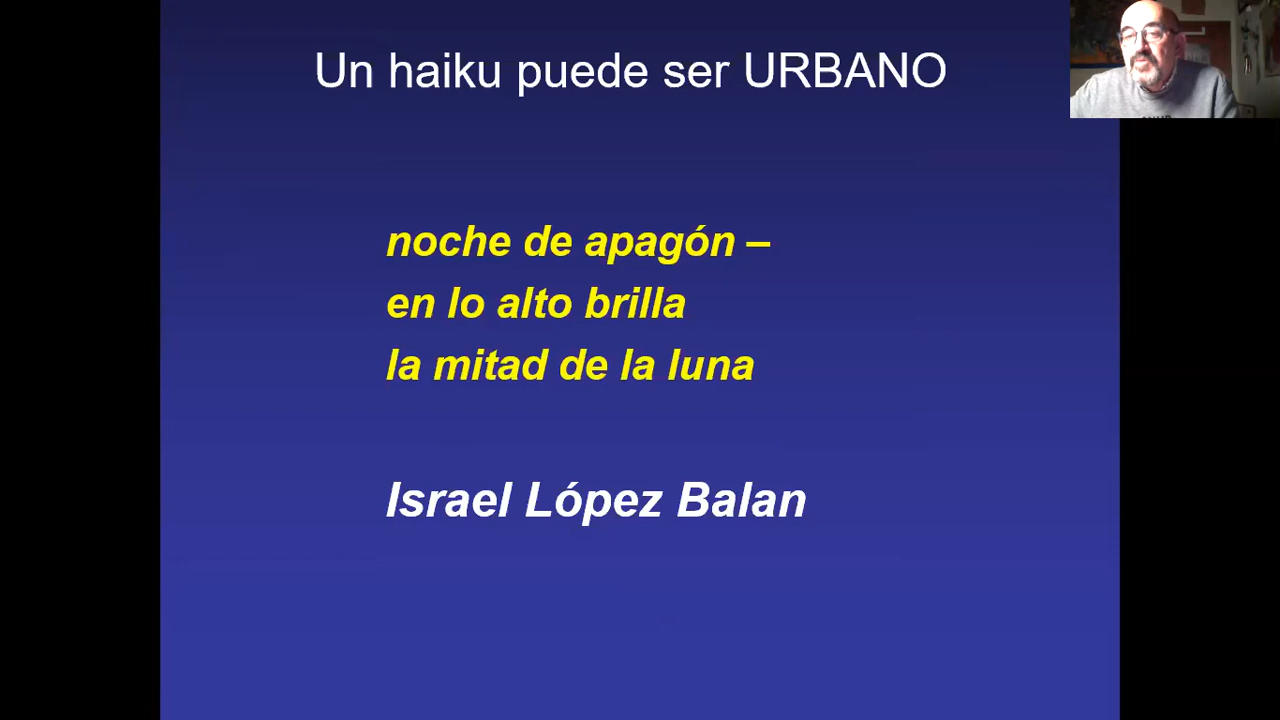 Un haiku puede ser URBANO
noche de apagón –
en lo alto brilla
la mitad de la luna
Israel López Balan